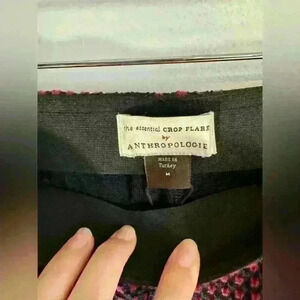 the essential CROP FLARE
by
ANTHROPOLOGIE
MADE IN
Turkey
M